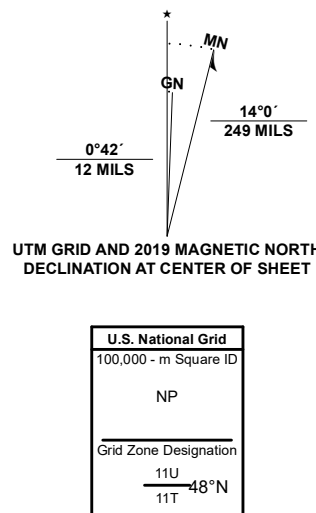 ★
MN
GN
0°42´
12 MILS
14°0´
249 MILS
UTM GRID AND 2019 MAGNETIC NORTH
DECLINATION AT CENTER OF SHEET
U.S. National Grid
100,000 - m Square ID
NP
Grid Zone Designation
11U
48°N
11T